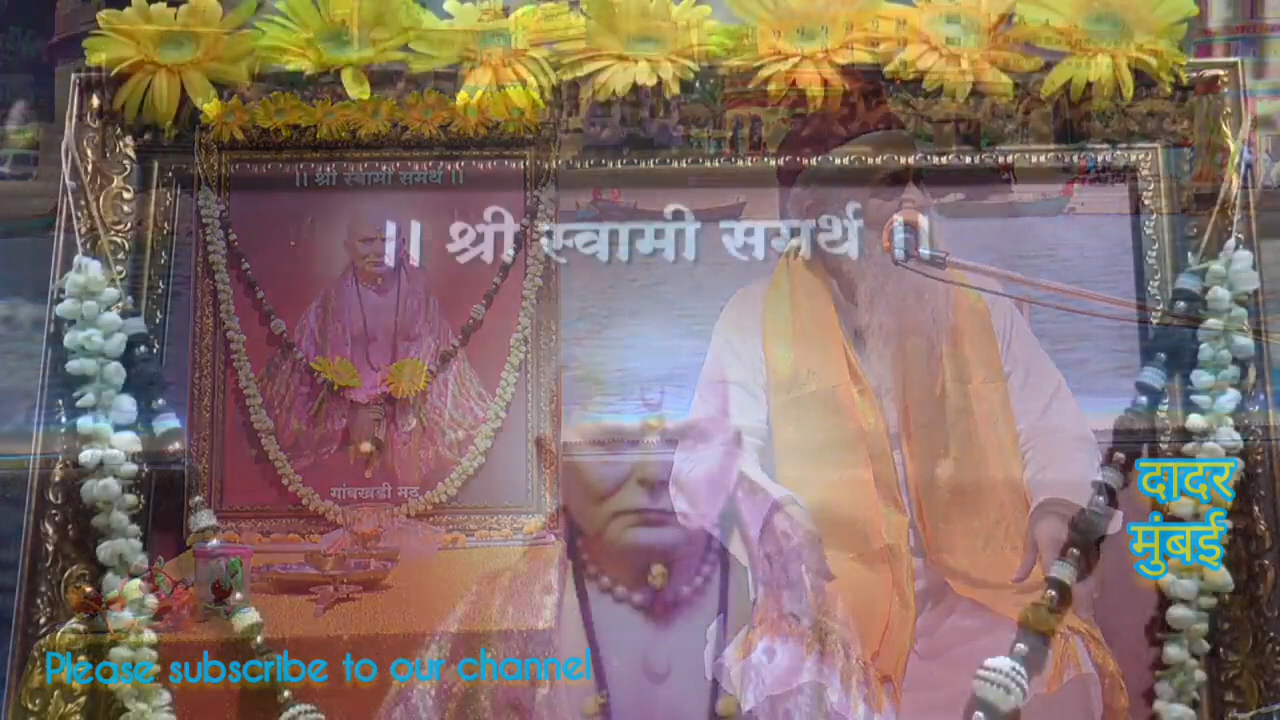 ॥ श्री स्वामी समर्थ ॥
॥ श्री स्वामी समर्थ ॥
गांवखडी मठ
दादर
मुंबई
Please subscribe to our channel